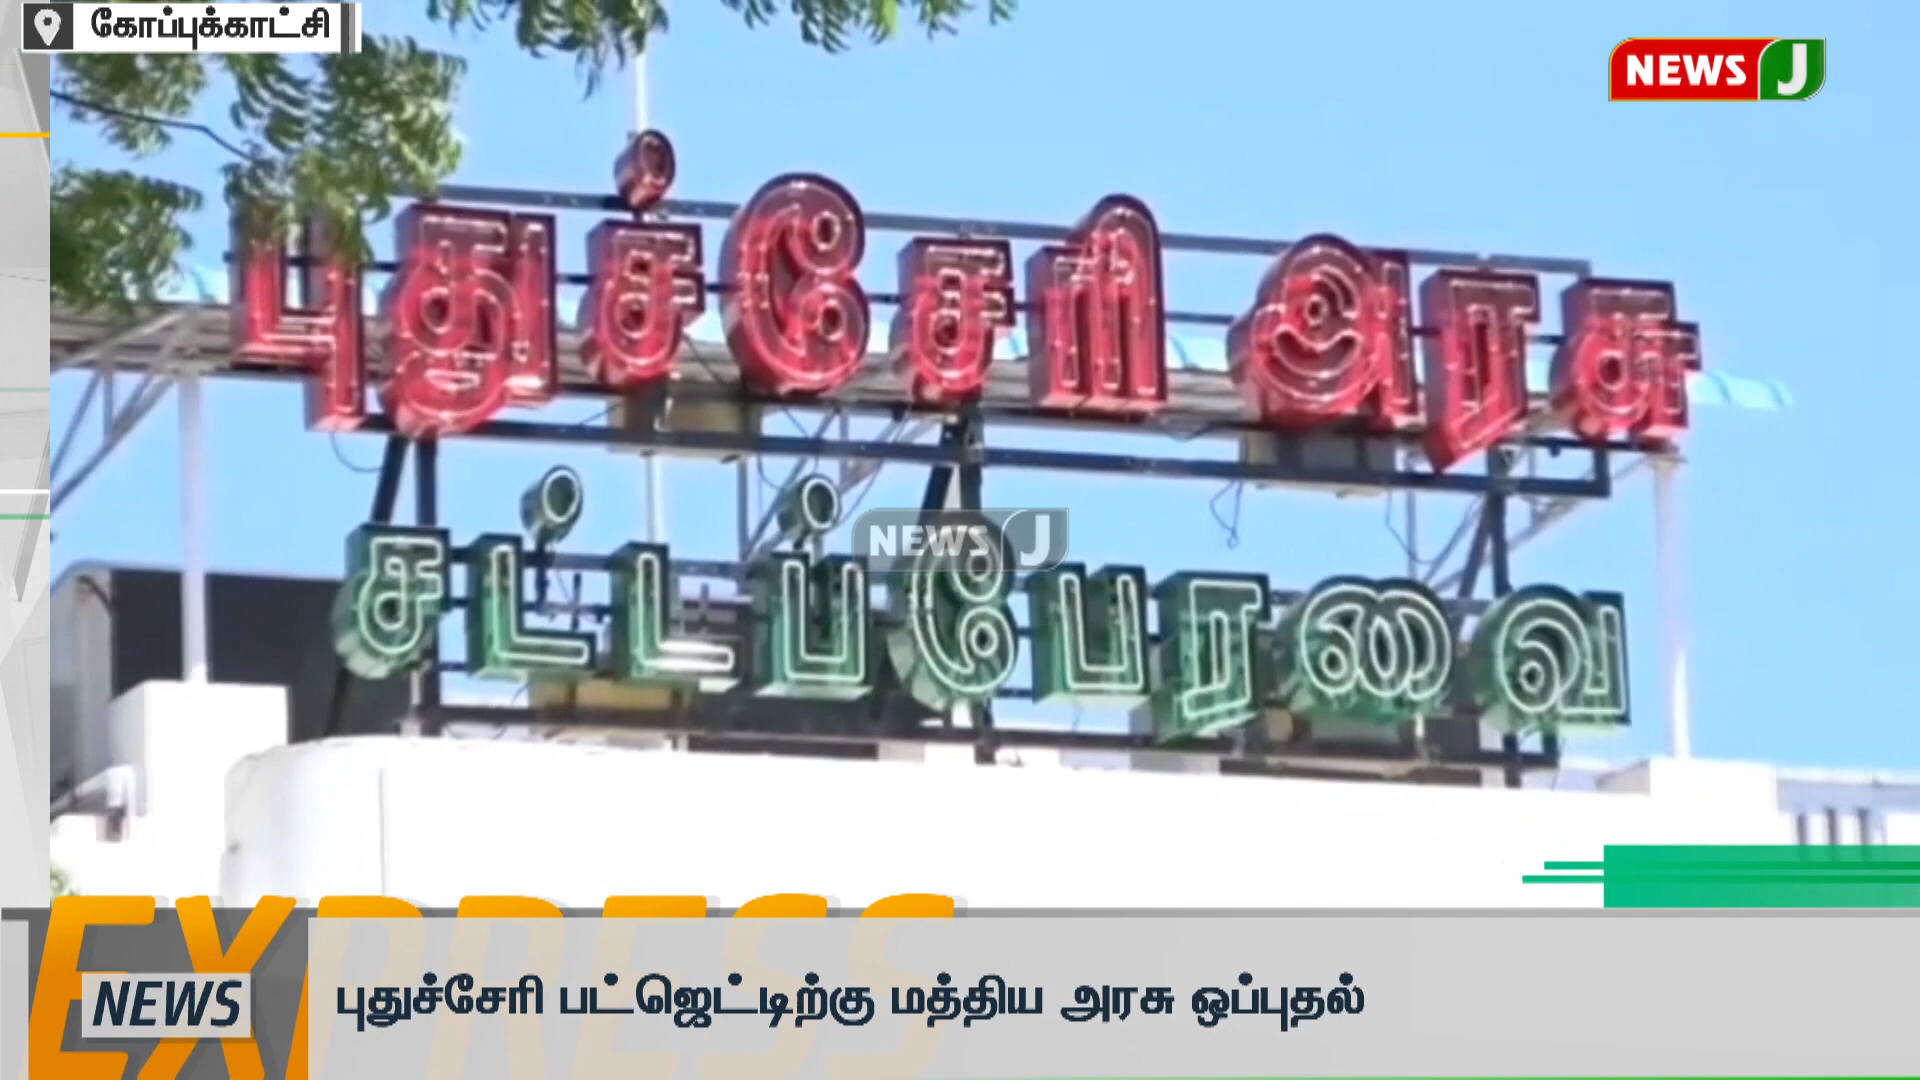 கோப்புக்காட்சி
NEWS J
புதுச்சேரி அரசு
சட்டப்பேரவை
NEWS J
EXPRESS
NEWS
புதுச்சேரி பட்ஜெட்டிற்கு மத்திய அரசு ஒப்புதல்